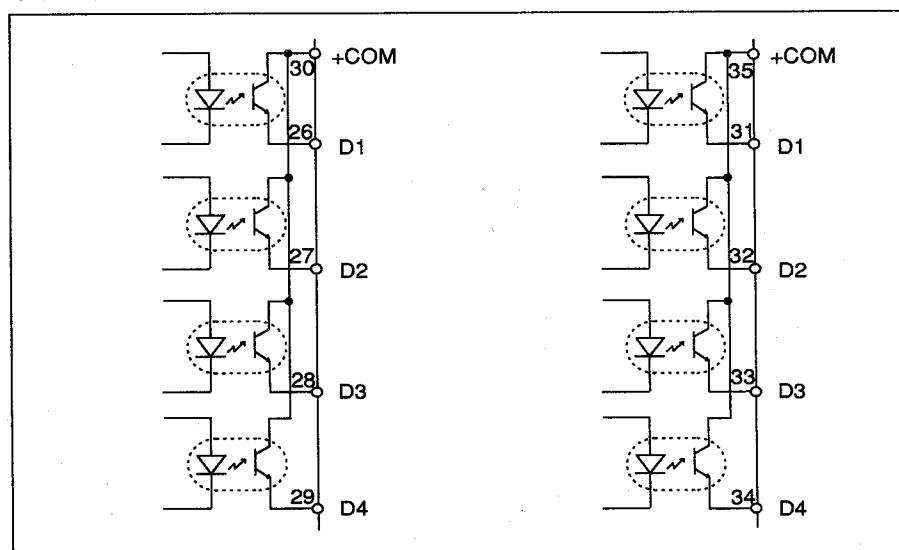 30 +COM
26 D1
27 D2
28 D3
29 D4
35 +COM
31 D1
32 D2
33 D3
34 D4